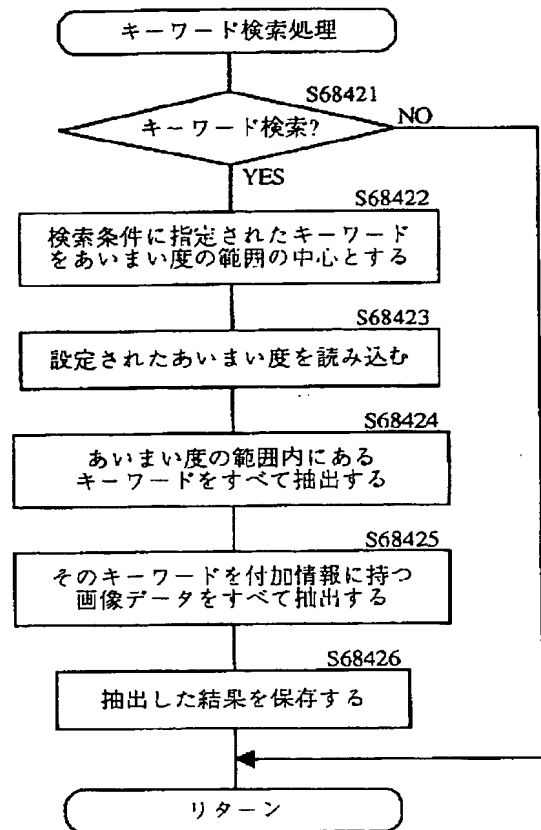 キーワード検索処理
S68421
キーワード検索?
NO
YES
S68422
検索条件に指定されたキーワード
をあいまい度の範囲の中心とする
S68423
設定されたあいまい度を読み込む
S68424
あいまい度の範囲内にある
キーワードをすべて抽出する
S68425
そのキーワードを付加情報に持つ
画像データをすべて抽出する
S68426
抽出した結果を保存する
リターン